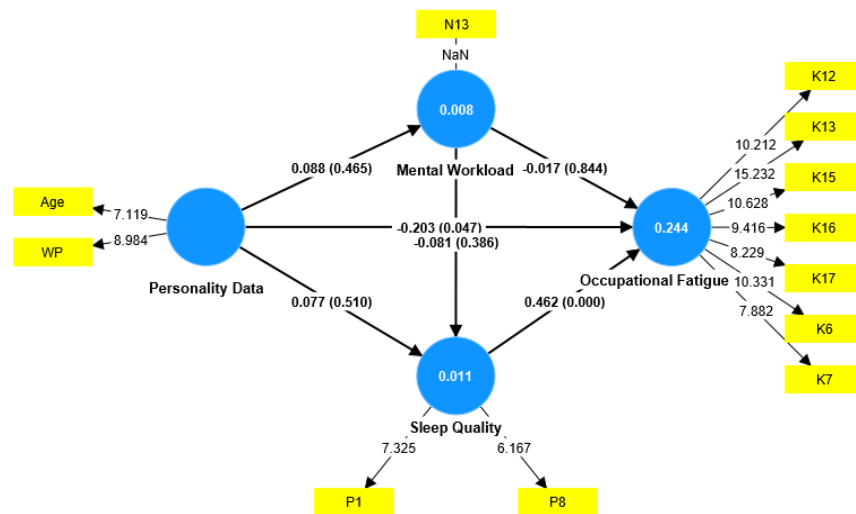 N13
NaN
0.008
Mental Workload
K12
K13
K15
K16
K17
K6
K7
10.212
15.232
10.628
9.416
8.229
10.331
7.882
0.088 (0.465)
-0.017 (0.844)
Age
WP
7.119
8.984
Personality Data
-0.203 (0.047)
-0.081 (0.386)
0.244
Occupational Fatigue
0.077 (0.510)
0.462 (0.000)
0.011
Sleep Quality
7.325
6.167
P1
P8